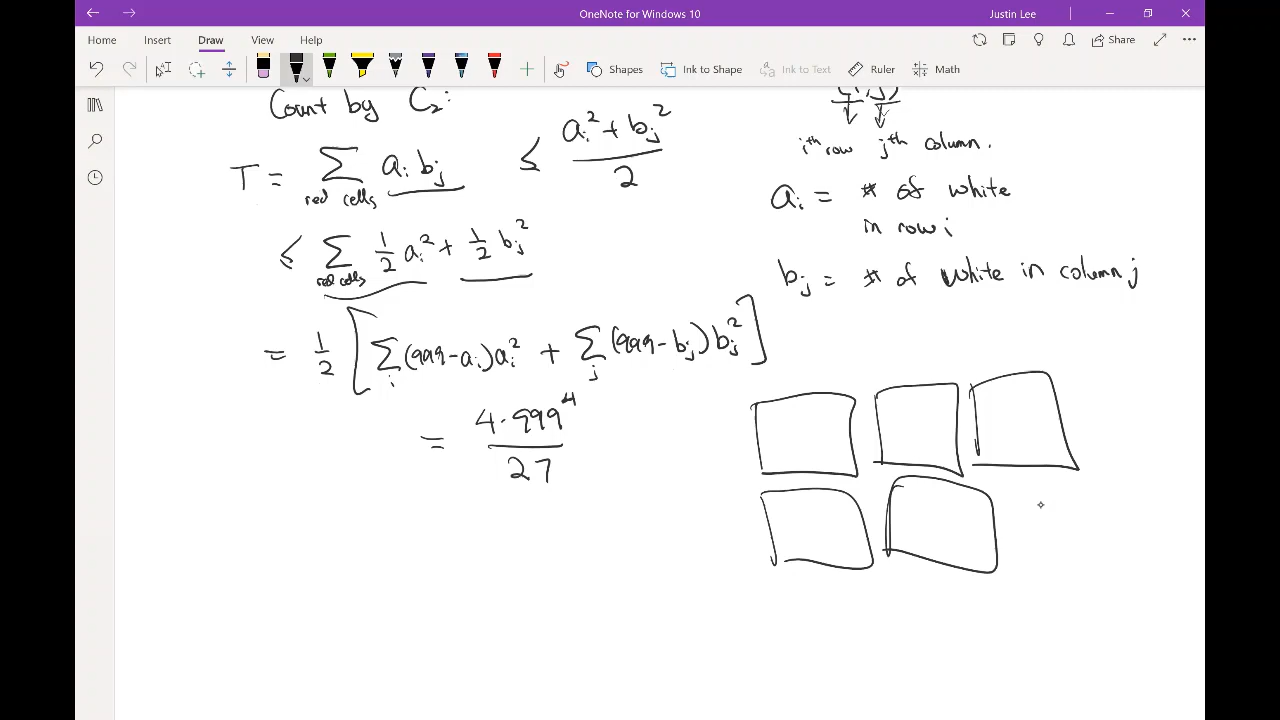 OneNote for Windows 10
Justin Lee
Home Insert Draw View Help
Share
Shapes Ink to Shape Ink to Text Ruler Math
Count by C₂:
T = Σ aᵢ bⱼ ≤ (aᵢ² + bⱼ²)/2
red cells
≤ Σ 1/2 aᵢ² + 1/2 bⱼ²
red cells
= 1/2 [ Σᵢ (999-aᵢ)aᵢ² + Σⱼ (999-bⱼ)bⱼ² ]
= 4·999⁴/27
iᵗʰ row jᵗʰ column.
aᵢ = # of white
in row i
bⱼ = # of white in column j